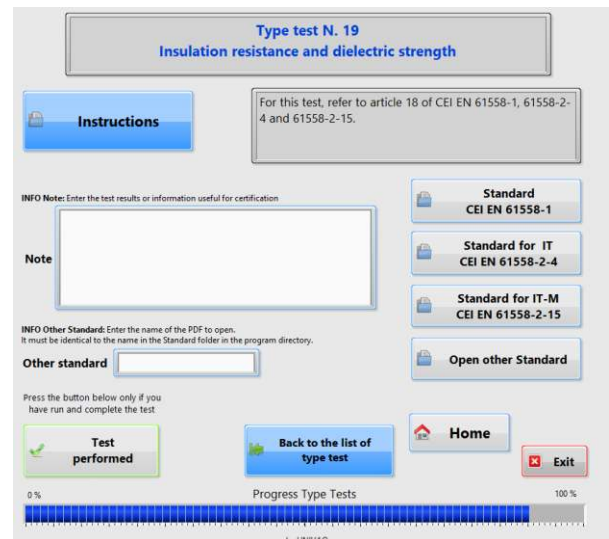 Type test N. 19
Insulation resistance and dielectric strength
Instructions
For this test, refer to article 18 of CEI EN 61558-1, 61558-2-
4 and 61558-2-15.
INFO Note: Enter the test results or information useful for certification
Note
Standard
CEI EN 61558-1
Standard for IT
CEI EN 61558-2-4
Standard for IT-M
CEI EN 61558-2-15
INFO Other Standard: Enter the name of the PDF to open.
It must be identical to the name in the Standard folder in the program directory.
Other standard
Open other Standard
Press the button below only if you
have run and complete the test
Test
performed
Back to the list of
type test
Home
Exit
0 %
Progress Type Tests
100 %